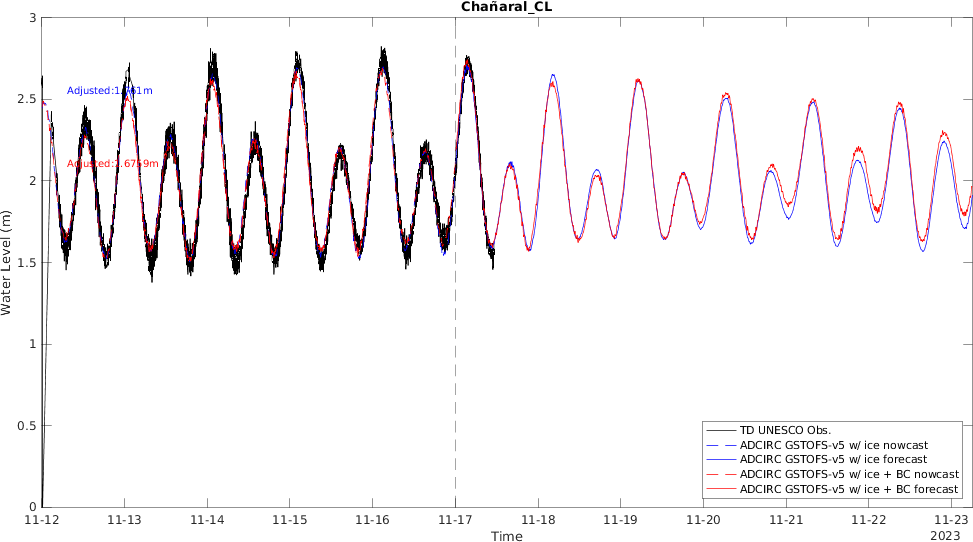 Chañaral_CL
3
2.5
2
1.5
1
0.5
0
Water Level (m)
Adjusted:
Adjusted:
TD UNESCO Obs.
ADCIRC GSTOFS-v5 w/ ice nowcast
ADCIRC GSTOFS-v5 w/ ice forecast
ADCIRC GSTOFS-v5 w/ ice + BC nowcast
ADCIRC GSTOFS-v5 w/ ice + BC forecast
11-12 11-13 11-14 11-15 11-16 11-17 11-18 11-19 11-20 11-21 11-22 11-23
Time
2023